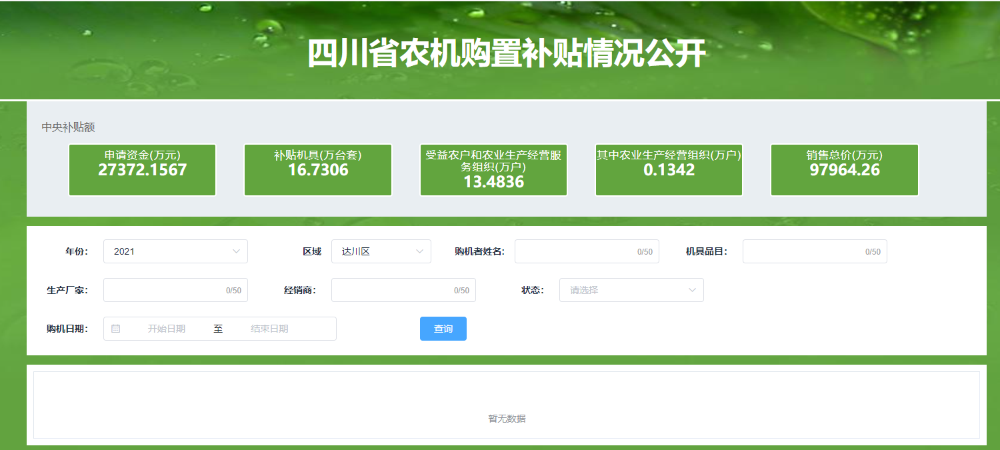 四川省农机购置补贴情况公开
中央补贴额
申请资金(万元)
27372.1567
补贴机具(万台套)
16.7306
受益农户和农业生产经营服
务组织(万户)
13.4836
其中农业生产经营组织(万户)
0.1342
销售总价(万元)
97964.26
年份： 2021 区域 达川区 购机者姓名： 0/50 机具品目： 0/50
生产厂家： 0/50 经销商： 0/50 状态： 请选择
购机日期： 开始日期 至 结束日期 查询
暂无数据